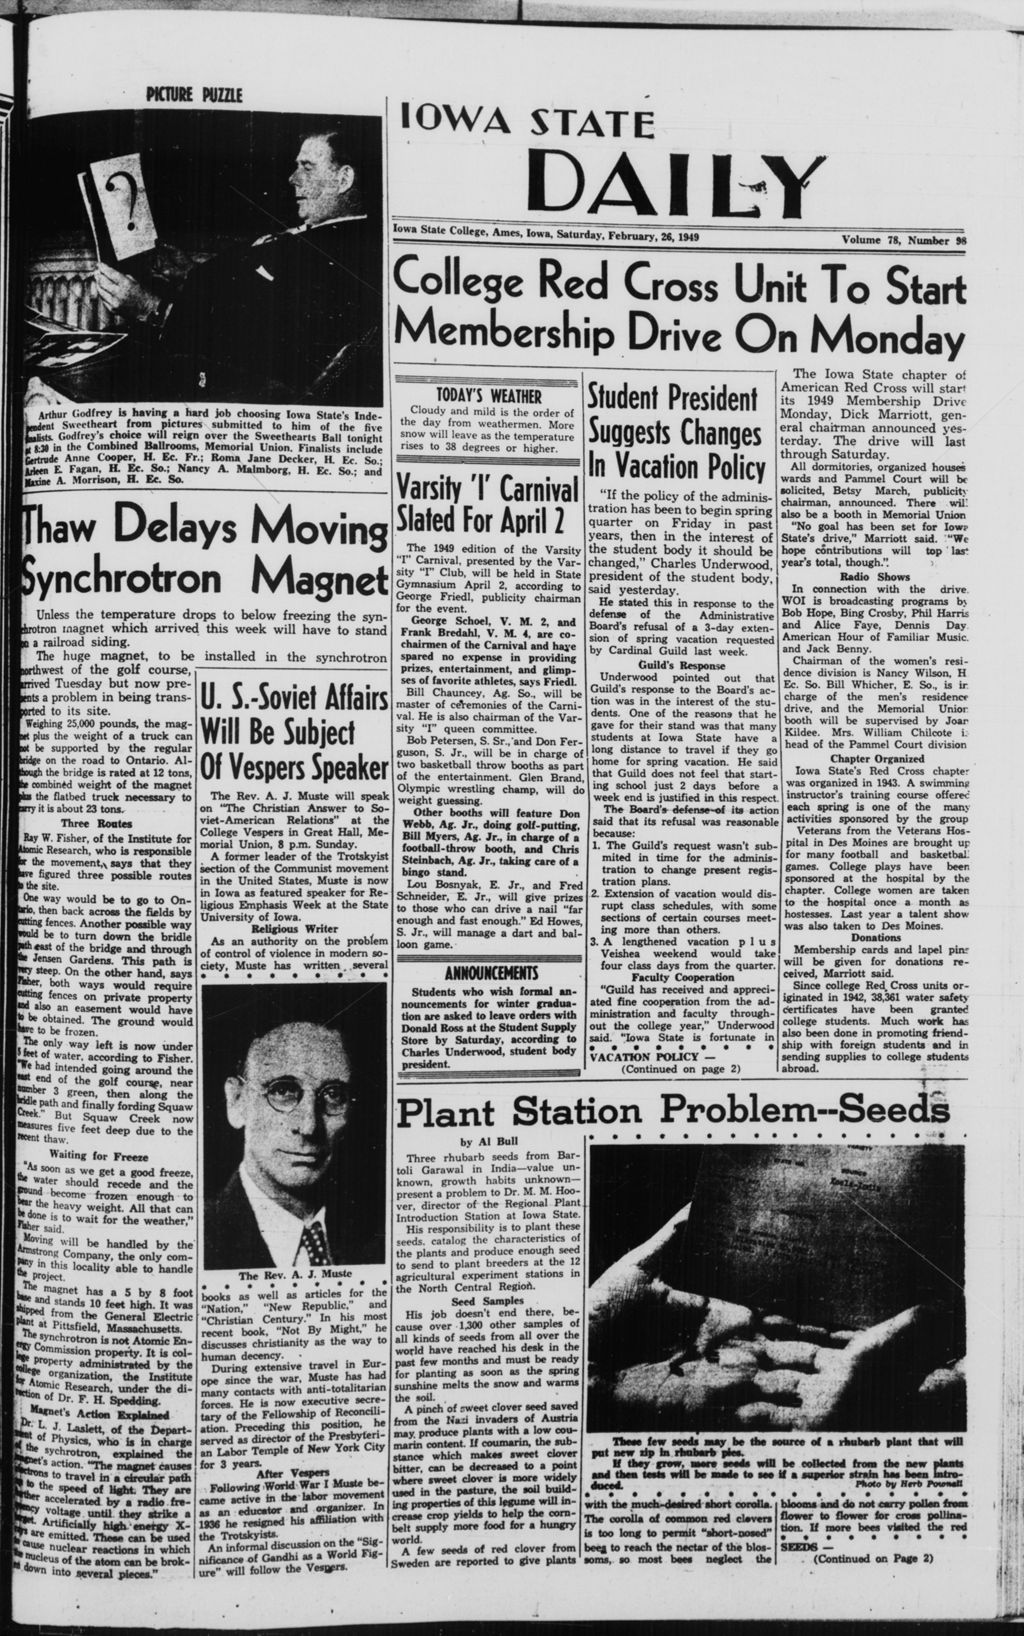 PICTURE PUZZLE
?
Arthur Godfrey is having a hard job choosing Iowa State's Inde-
pendent Sweetheart from pictures submitted to him of the five
finalists. Godfrey's choice will reign over the Sweethearts Ball tonight
at 8:30 in the Combined Ballrooms, Memorial Union. Finalists include
Gertrude Anne Cooper, H. Ec. Fr.; Roma Jane Decker, H. Ec. So.;
Arleen E. Fagan, H. Ec. So.; Nancy A. Malmborg, H. Ec. So.; and
Maxine A. Morrison, H. Ec. So.
IOWA STATE
DAILY
Iowa State College, Ames, Iowa, Saturday, February, 26, 1949
Volume 78, Number 98
College Red Cross Unit To Start
Membership Drive On Monday
Thaw Delays Moving
Synchrotron Magnet
Unless the temperature drops to below freezing the syn-
chrotron nagnet which arrived this week will have to stand
on a railroad siding.
The huge magnet, to be installed in the synchrotron
northwest of the golf course,
arrived Tuesday but now pre-
sents a problem in being trans-
ported to its site.
Weighing 25,000 pounds, the mag-
net plus the weight of a truck can
not be supported by the regular
bridge on the road to Ontario. Al-
though the bridge is rated at 12 tons,
the combined weight of the magnet
plus the flatbed truck necessary to
carry it is about 23 tons.
Three Routes
Ray W. Fisher, of the Institute for
Atomic Research, who is responsible
for the movement, says that they
have figured three possible routes
to the site.
One way would be to go to On-
tario, then back across the fields by
cutting fences. Another possible way
would be to turn down the bridle
path east of the bridge and through
the Jensen Gardens. This path is
very steep. On the other hand, says
Fisher, both ways would require
cutting fences on private property
and also an easement would have
to be obtained. The ground would
have to be frozen.
The only way left is now under
5 feet of water, according to Fisher.
"We had intended going around the
east end of the golf course, near
number 3 green, then along the
bridle path and finally fording Squaw
Creek." But Squaw Creek now
measures five feet deep due to the
recent thaw.
Waiting for Freeze
"As soon as we get a good freeze,
the water should recede and the
ground become frozen enough to
bear the heavy weight. All that can
be done is to wait for the weather,"
Fisher said.
Moving will be handled by the
Armstrong Company, the only com-
pany in this locality able to handle
the project.
The magnet has a 5 by 8 foot
base and stands 10 feet high. It was
shipped from the General Electric
plant at Pittsfield, Massachusetts.
The synchrotron is not Atomic En-
ergy Commission property. It is col-
lege property administrated by the
college organization, the Institute
for Atomic Research, under the di-
rection of Dr. F. H. Spedding.
Magnet's Action Explained
Dr. L. J. Laslett, of the Depart-
ment of Physics, who is in charge
of the sychrotron, explained the
magnet's action. "The magnet causes
electrons to travel in a circular path
to the speed of light. They are
further accelerated by a radio fre-
quency voltage until they strike a
Artificially high energy X-
are emitted. These can be used
cause nuclear reactions in which
nucleus of the atom can be brok-
down into several pieces."
U. S.-Soviet Affairs
Will Be Subject
Of Vespers Speaker
The Rev. A. J. Muste will speak
on "The Christian Answer to So-
viet-American Relations" at the
College Vespers in Great Hall, Me-
morial Union, 8 p.m. Sunday.
A former leader of the Trotskyist
section of the Communist movement
in the United States, Muste is now
in Iowa as featured speaker for Re-
ligious Emphasis Week at the State
University of Iowa.
Religious Writer
As an authority on the problem
of control of violence in modern so-
ciety, Muste has written several
The Rev. A. J. Muste
books as well as articles for the
"Nation," "New Republic," and
"Christian Century." In his most
recent book, "Not By Might," he
discusses christianity as the way to
human decency.
During extensive travel in Eur-
ope since the war, Muste has had
many contacts with anti-totalitarian
forces. He is now executive secre-
tary of the Fellowship of Reconcili-
ation. Preceding this position, he
served as director of the Presbyteri-
an Labor Temple of New York City
for 3 years.
After Vespers
Following World War I Muste be-
came active in the labor movement
as an educator and organizer. In
1936 he resigned his affiliation with
the Trotskyists.
An informal discussion on the "Sig-
nificance of Gandhi as a World Fig-
ure" will follow the Vespers.
TODAY'S WEATHER
Cloudy and mild is the order of
the day from weathermen. More
snow will leave as the temperature
rises to 38 degrees or higher.
Varsity 'I' Carnival
Slated For April 2
The 1949 edition of the Varsity
"I" Carnival, presented by the Var-
sity "I" Club, will be held in State
Gymnasium April 2, according to
George Friedl, publicity chairman
for the event.
George Schoel, V. M. 2, and
Frank Bredahl, V. M. 4, are co-
chairmen of the Carnival and have
spared no expense in providing
prizes, entertainment, and glimp-
ses of favorite athletes, says Friedl.
Bill Chauncey, Ag. So., will be
master of ceremonies of the Carni-
val. He is also chairman of the Var-
sity "I" queen committee.
Bob Petersen, S. Sr., and Don Fer-
guson, S. Jr., will be in charge of
two basketball throw booths as part
of the entertainment. Glen Brand,
Olympic wrestling champ, will do
weight guessing.
Other booths will feature Don
Webb, Ag. Jr., doing golf-putting,
Bill Myers, Ag. Jr., in charge of a
football-throw booth, and Chris
Steinbach, Ag. Jr., taking care of a
bingo stand.
Lou Bosnyak, E. Jr., and Fred
Schneider, E. Jr., will give prizes
to those who can drive a nail "far
enough and fast enough." Ed Howes,
S. Jr., will manage a dart and bal-
loon game.
ANNOUNCEMENTS
Students who wish formal an-
nouncements for winter gradua-
tion are asked to leave orders with
Donald Ross at the Student Supply
Store by Saturday, according to
Charles Underwood, student body
president.
Student President
Suggests Changes
In Vacation Policy
"If the policy of the adminis-
tration has been to begin spring
quarter on Friday in past
years, then in the interest of
the student body it should be
changed," Charles Underwood,
president of the student body,
said yesterday.
He stated this in response to the
defense of the Administrative
Board's refusal of a 3-day exten-
sion of spring vacation requested
by Cardinal Guild last week.
Guild's Response
Underwood pointed out that
Guild's response to the Board's ac-
tion was in the interest of the stu-
dents. One of the reasons that he
gave for their stand was that many
students at Iowa State have a
long distance to travel if they go
home for spring vacation. He said
that Guild does not feel that start-
ing school just 2 days before a
week end is justified in this respect.
The Board's defense of its action
said that its refusal was reasonable
because:
1. The Guild's request wasn't sub-
mited in time for the adminis-
tration to change present regis-
tration plans.
2. Extension of vacation would dis-
rupt class schedules, with some
sections of certain courses meet-
ing more than others.
3. A lengthened vacation plus
Veishea weekend would take
four class days from the quarter.
Faculty Cooperation
"Guild has received and appreci-
ated fine cooperation from the ad-
ministration and faculty through-
out the college year," Underwood
said. "Iowa State is fortunate in
VACATION POLICY —
(Continued on page 2)
The Iowa State chapter of
American Red Cross will start
its 1949 Membership Drive
Monday, Dick Marriott, gen-
eral chairman announced yes-
terday. The drive will last
through Saturday.
All dormitories, organized houses
wards and Pammel Court will be
solicited, Betsy March, publicity
chairman, announced. There will
also be a booth in Memorial Union
"No goal has been set for Iowa
State's drive," Marriott said. "We
hope contributions will top last
year's total, though."
Radio Shows
In connection with the drive.
WOI is broadcasting programs by
Bob Hope, Bing Crosby, Phil Harris
and Alice Faye, Dennis Day
American Hour of Familiar Music.
and Jack Benny.
Chairman of the women's resi-
dence division is Nancy Wilson, H
Ec. So. Bill Whicher, E. So., is in
charge of the men's residence
drive, and the Memorial Union
booth will be supervised by Joan
Kildee. Mrs. William Chilcote is
head of the Pammel Court division
Chapter Organized
Iowa State's Red Cross chapter
was organized in 1943. A swimming
instructor's training course offered
each spring is one of the many
activities sponsored by the group
Veterans from the Veterans Hos-
pital in Des Moines are brought up
for many football and basketball
games. College plays have been
sponsored at the hospital by the
chapter. College women are taken
to the hospital once a month as
hostesses. Last year a talent show
was also taken to Des Moines.
Donations
Membership cards and lapel pins
will be given for donations re-
ceived, Marriott said.
Since college Red Cross units or-
iginated in 1942, 38,361 water safety
certificates have been granted
college students. Much work has
also been done in promoting friend-
ship with foreign students and in
sending supplies to college students
abroad.
Plant Station Problem--Seeds
by Al Bull
Three rhubarb seeds from Bar-
toli Garawal in India—value un-
known, growth habits unknown—
present a problem to Dr. M. M. Hoo-
ver, director of the Regional Plant
Introduction Station at Iowa State.
His responsibility is to plant these
seeds, catalog the characteristics of
the plants and produce enough seed
to send to plant breeders at the 12
agricultural experiment stations in
the North Central Region.
Seed Samples
His job doesn't end there, be-
cause over 1,300 other samples of
all kinds of seeds from all over the
world have reached his desk in the
past few months and must be ready
for planting as soon as the spring
sunshine melts the snow and warms
the soil.
A pinch of sweet clover seed saved
from the Nazi invaders of Austria
may produce plants with a low cou-
marin content. If coumarin, the sub-
stance which makes sweet clover
bitter, can be decreased to a point
where sweet clover is more widely
used in the pasture, the soil build-
ing properties of this legume will in-
crease crop yields to help the corn-
belt supply more food for a hungry
world.
A few seeds of red clover from
Sweden are reported to give plants
These few seeds may be the source of a rhubarb plant that will
put new zip in rhubarb pies.
If they grow, more seeds will be collected from the new plants
and then tests will be made to see if a superior strain has been intro-
duced.
Photo by Herb Pownall
with the much-desired short corolla.
The corolla of common red clovers
is too long to permit "short-nosed"
bees to reach the nectar of the blos-
soms, so most bees neglect the
blooms and do not carry pollen from
flower to flower for cross pollina-
tion. If more bees visited the red
SEEDS —
(Continued on Page 2)